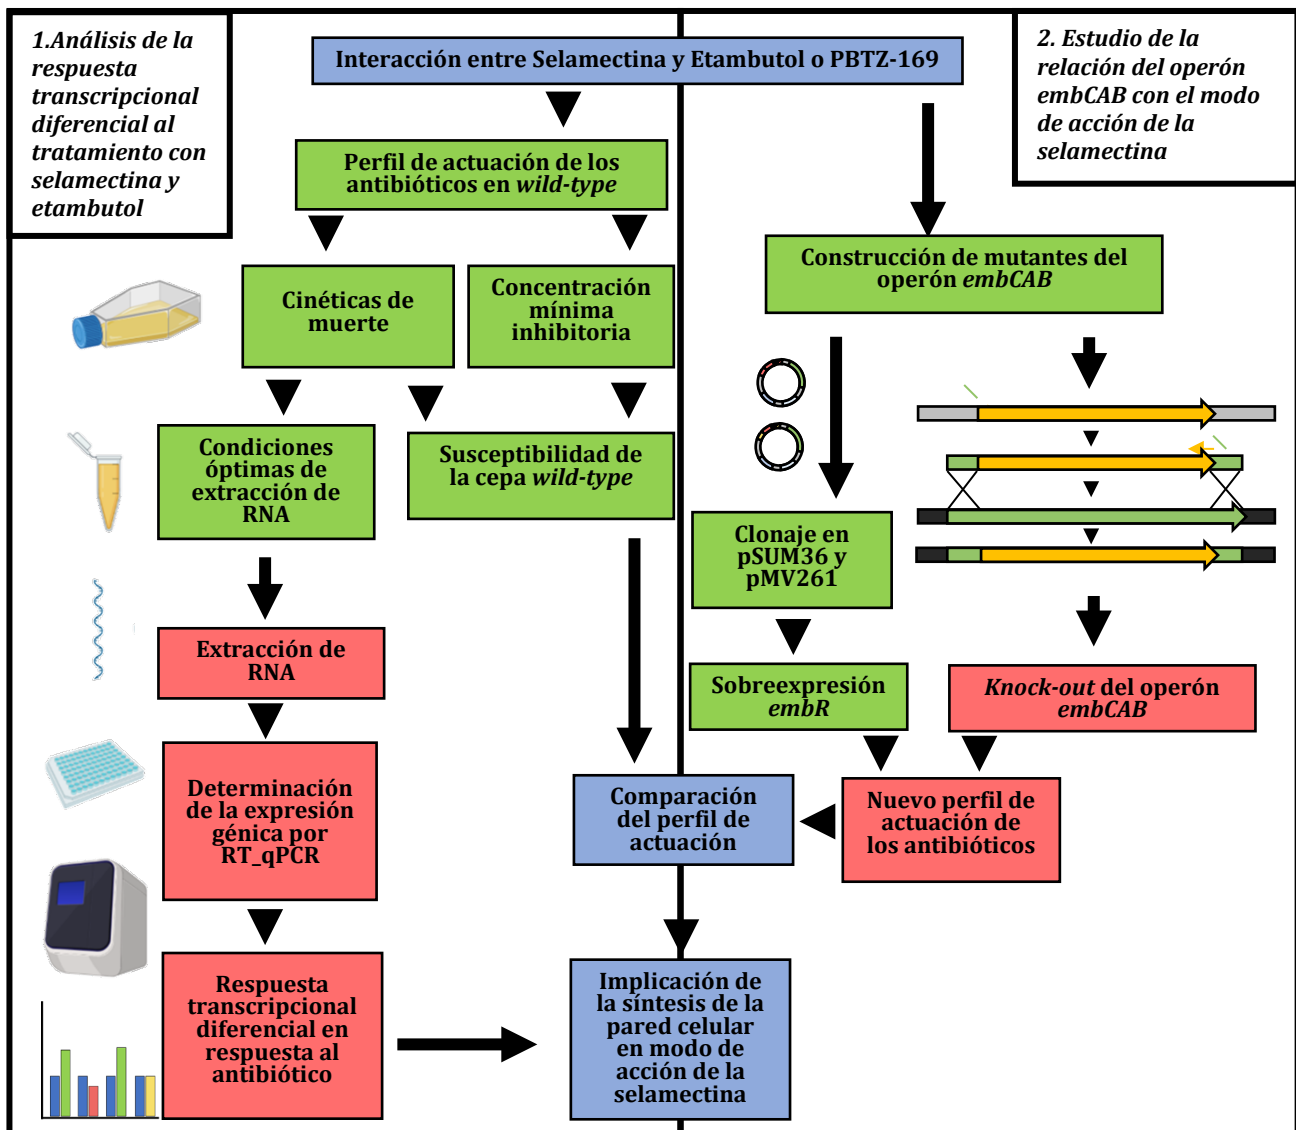 1.Análisis de la
respuesta
transcripcional
diferencial al
tratamiento con
selamectina y
etambutol
Interacción entre Selamectina y Etambutol o PBTZ-169
2. Estudio de la
relación del operón
embCAB con el modo
de acción de la
selamectina
Perfil de actuación de los
antibióticos en wild-type
Cinéticas de
muerte
Concentración
mínima
inhibitoria
Construcción de mutantes del
operón embCAB
Condiciones
óptimas de
extracción de
RNA
Susceptibilidad de
la cepa wild-type
Clonaje en
pSUM36 y
pMV261
Extracción de
RNA
Sobreexpresión
embR
Knock-out del operón
embCAB
Determinación
de la expresión
génica por
RT_qPCR
Comparación
del perfil de
actuación
Nuevo perfil de
actuación de
los antibióticos
Respuesta
transcripcional
diferencial en
respuesta al
antibiótico
Implicación de
la síntesis de la
pared celular
en modo de
acción de la
selamectina